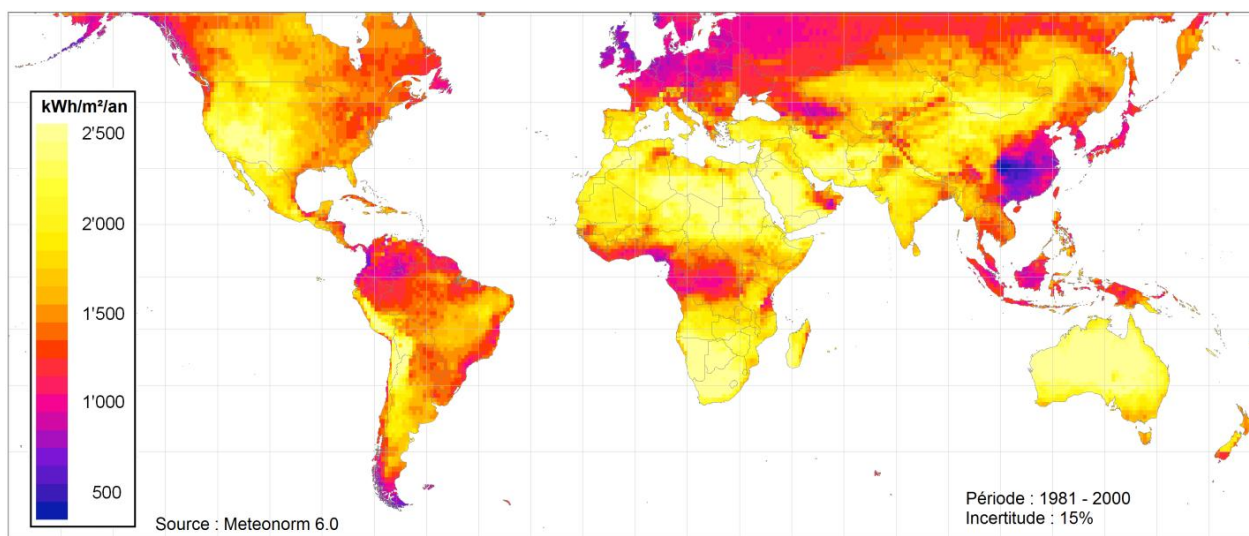 kWh/m²/an
2'500
2'000
1'500
1'000
500
Source : Meteonorm 6.0
Période : 1981 - 2000
Incertitude : 15%